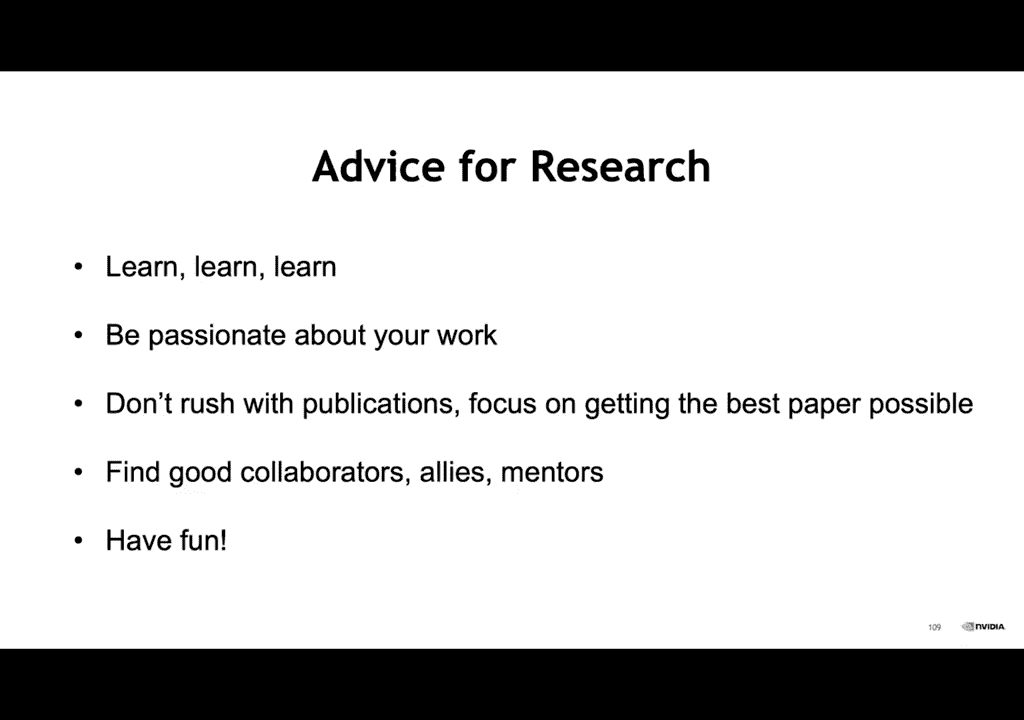 Advice for Research
• Learn, learn, learn
• Be passionate about your work
• Don’t rush with publications, focus on getting the best paper possible
• Find good collaborators, allies, mentors
• Have fun!
109 NVIDIA